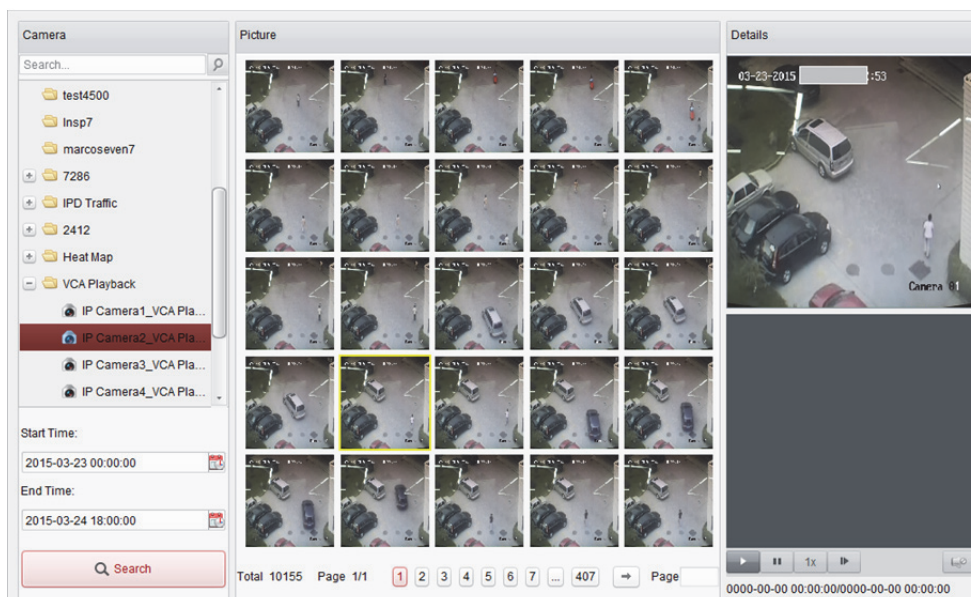 Camera
Search...
test4500
Insp7
marcoseven7
7286
IPD Traffic
2412
Heat Map
VCA Playback
IP Camera1_VCA Pla...
IP Camera2_VCA Pla...
IP Camera3_VCA Pla...
IP Camera4_VCA Pla...
Start Time:
2015-03-23 00:00:00
End Time:
2015-03-24 18:00:00
Search
Picture
Total 10155 Page 1/1 1 2 3 4 5 6 7 ... 407 Page
Details
03-23-2015 :53
Camera 01
1x
0000-00-00 00:00:00/0000-00-00 00:00:00